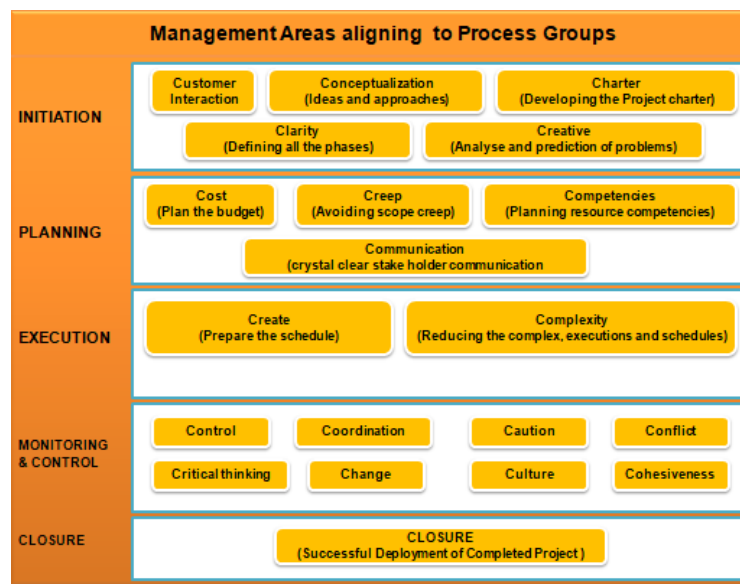 Management Areas aligning to Process Groups
INITIATION
Customer
Interaction
Conceptualization
(Ideas and approaches)
Charter
(Developing the Project charter)
Clarity
(Defining all the phases)
Creative
(Analyse and prediction of problems)
PLANNING
Cost
(Plan the budget)
Creep
(Avoiding scope creep)
Competencies
(Planning resource competencies)
Communication
(crystal clear stake holder communication
EXECUTION
Create
(Prepare the schedule)
Complexity
(Reducing the complex, executions and schedules)
MONITORING
& CONTROL
Control
Coordination
Caution
Conflict
Critical thinking
Change
Culture
Cohesiveness
CLOSURE
CLOSURE
(Successful Deployment of Completed Project )